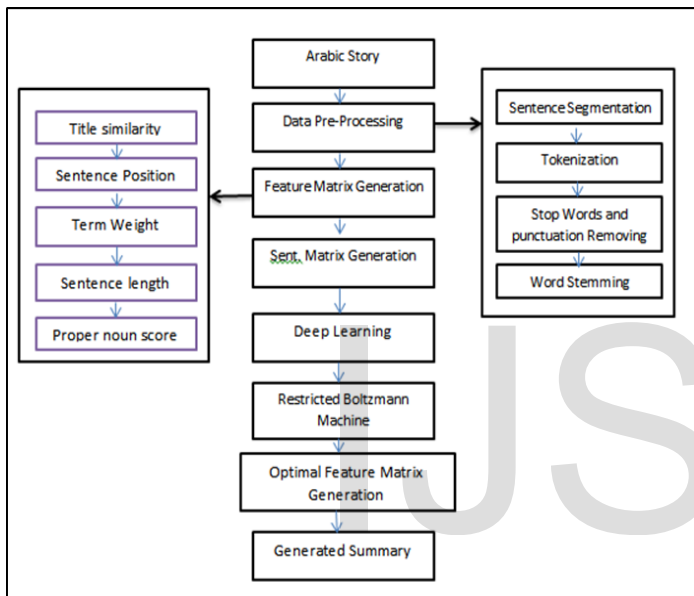 Arabic Story
Data Pre-Processing
Feature Matrix Generation
Sent. Matrix Generation
Deep Learning
Restricted Boltzmann
Machine
Optimal Feature Matrix
Generation
Generated Summary
Title similarity
Sentence Position
Term Weight
Sentence length
Proper noun score
Sentence Segmentation
Tokenization
Stop Words and
punctuation Removing
Word Stemming
IJS